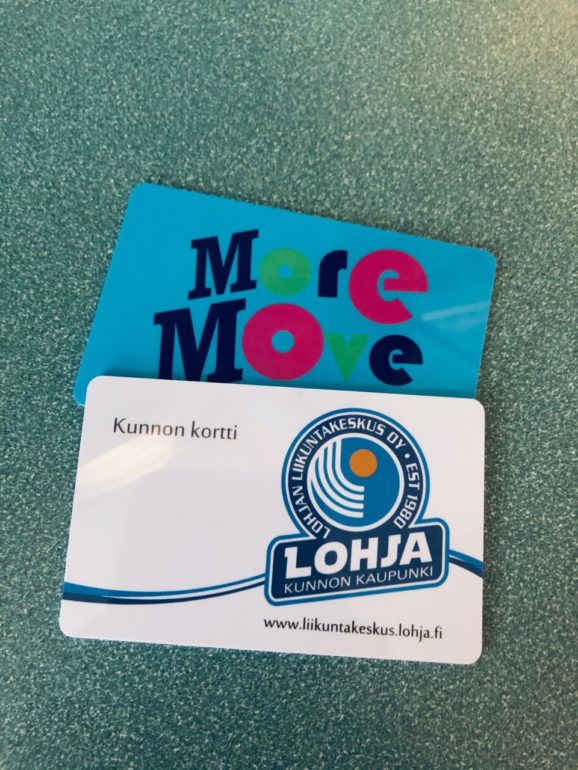 More
Move
Kunnon kortti
LOHJAN LIIKUNTAKESKUS OY • EST 1980
LOHJA
KUNNON KAUPUNKI
www.liikuntakeskus.lohja.fi